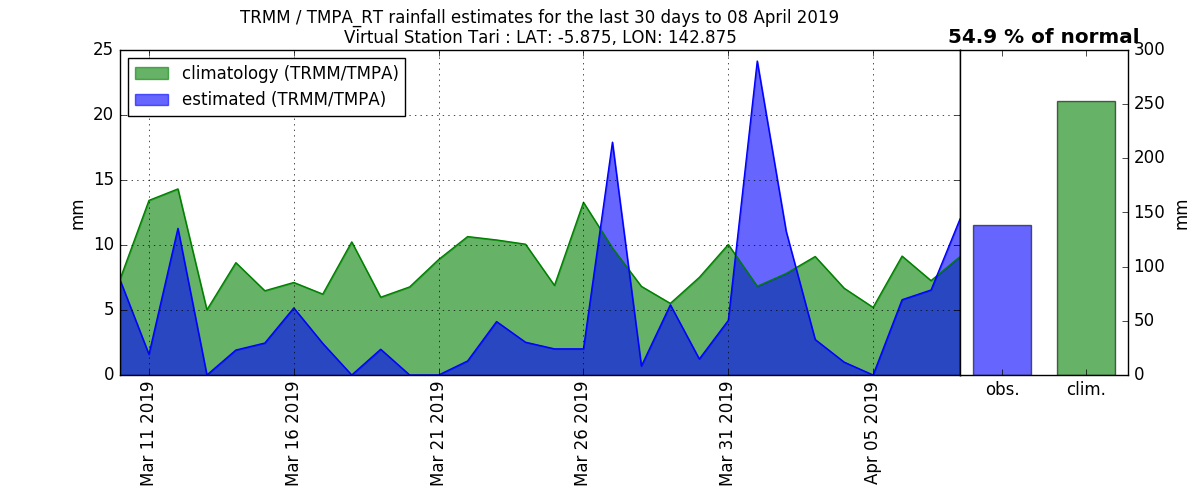 TRMM / TMPA_RT rainfall estimates for the last 30 days to 08 April 2019
Virtual Station Tari : LAT: -5.875, LON: 142.875
54.9 % of normal
climatology (TRMM/TMPA)
estimated (TRMM/TMPA)
25
20
15
10
5
0
mm
Mar 11 2019
Mar 16 2019
Mar 21 2019
Mar 26 2019
Mar 31 2019
Apr 05 2019
300
250
200
150
100
50
0
mm
obs.
clim.